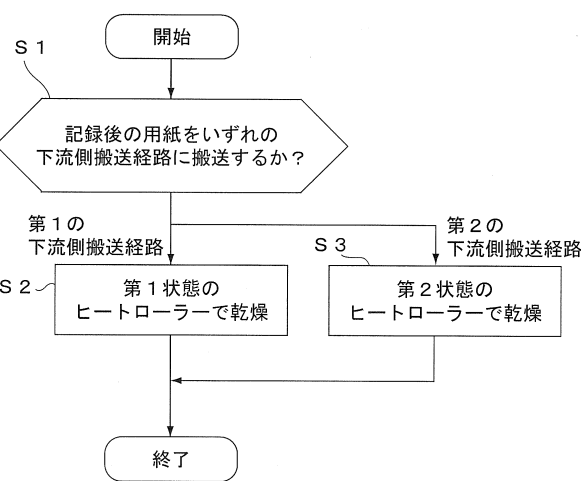 開始
Ｓ１
記録後の用紙をいずれの
下流側搬送経路に搬送するか？
第１の
下流側搬送経路
第２の
下流側搬送経路
Ｓ２
第１状態の
ヒートローラーで乾燥
Ｓ３
第２状態の
ヒートローラーで乾燥
終了